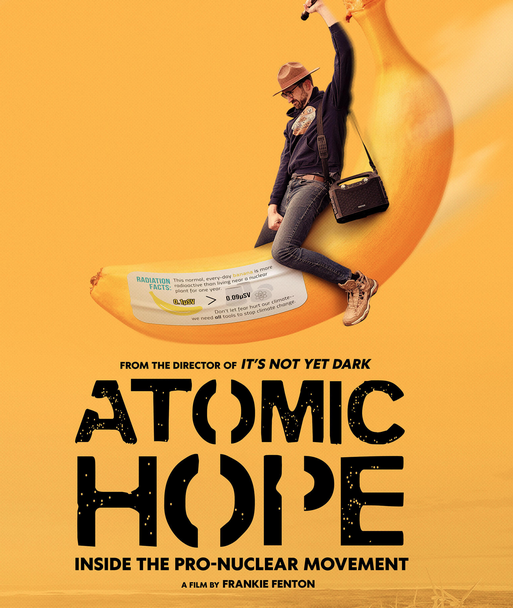 RADIATION FACTS:
This normal, every-day banana is more
radioactive than living near a nuclear
plant for one year.
0.1µSV > 0.09µSV
Don't let fear hurt our climate–
we need all tools to stop climate change.
FROM THE DIRECTOR OF IT'S NOT YET DARK
ATOMIC
HOPE
INSIDE THE PRO-NUCLEAR MOVEMENT
A FILM BY FRANKIE FENTON